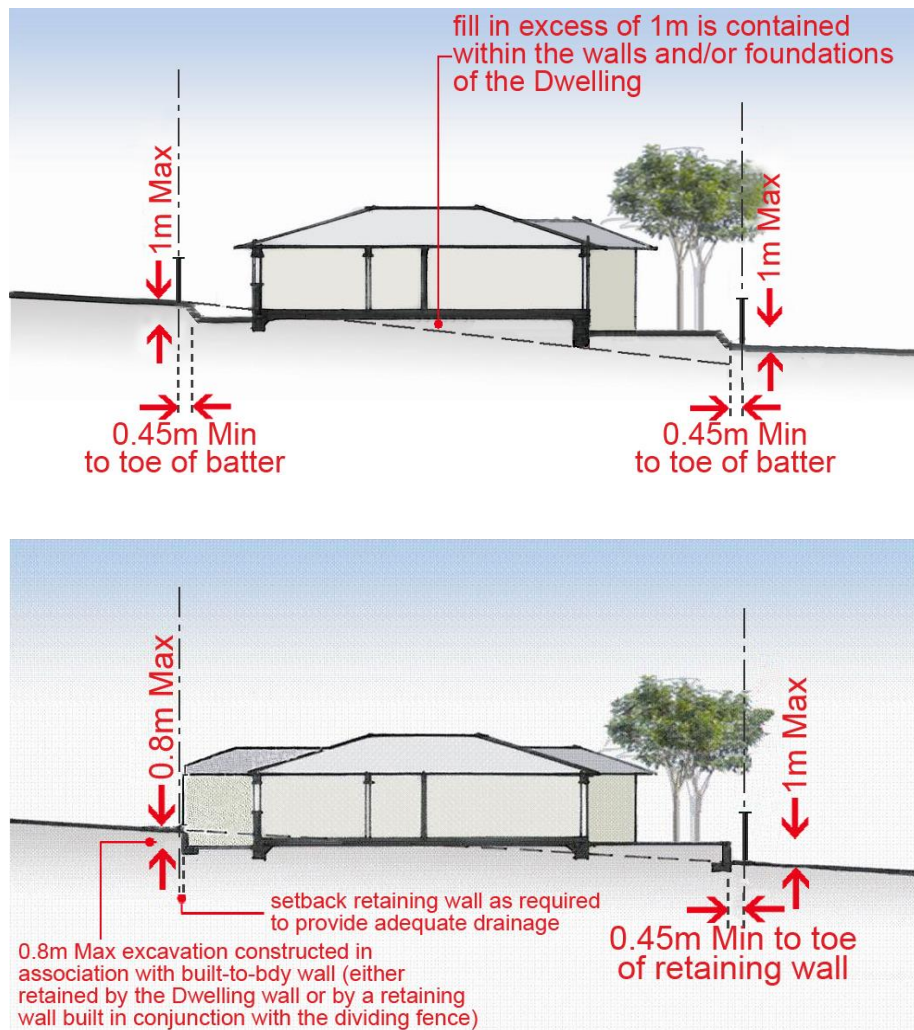 fill in excess of 1m is contained
within the walls and/or foundations
of the Dwelling
1m Max
1m Max
0.45m Min
to toe of batter
0.45m Min
to toe of batter
0.8m Max
1m Max
setback retaining wall as required
to provide adequate drainage
0.8m Max excavation constructed in
association with built-to-bdy wall (either
retained by the Dwelling wall or by a retaining
wall built in conjunction with the dividing fence)
0.45m Min to toe
of retaining wall